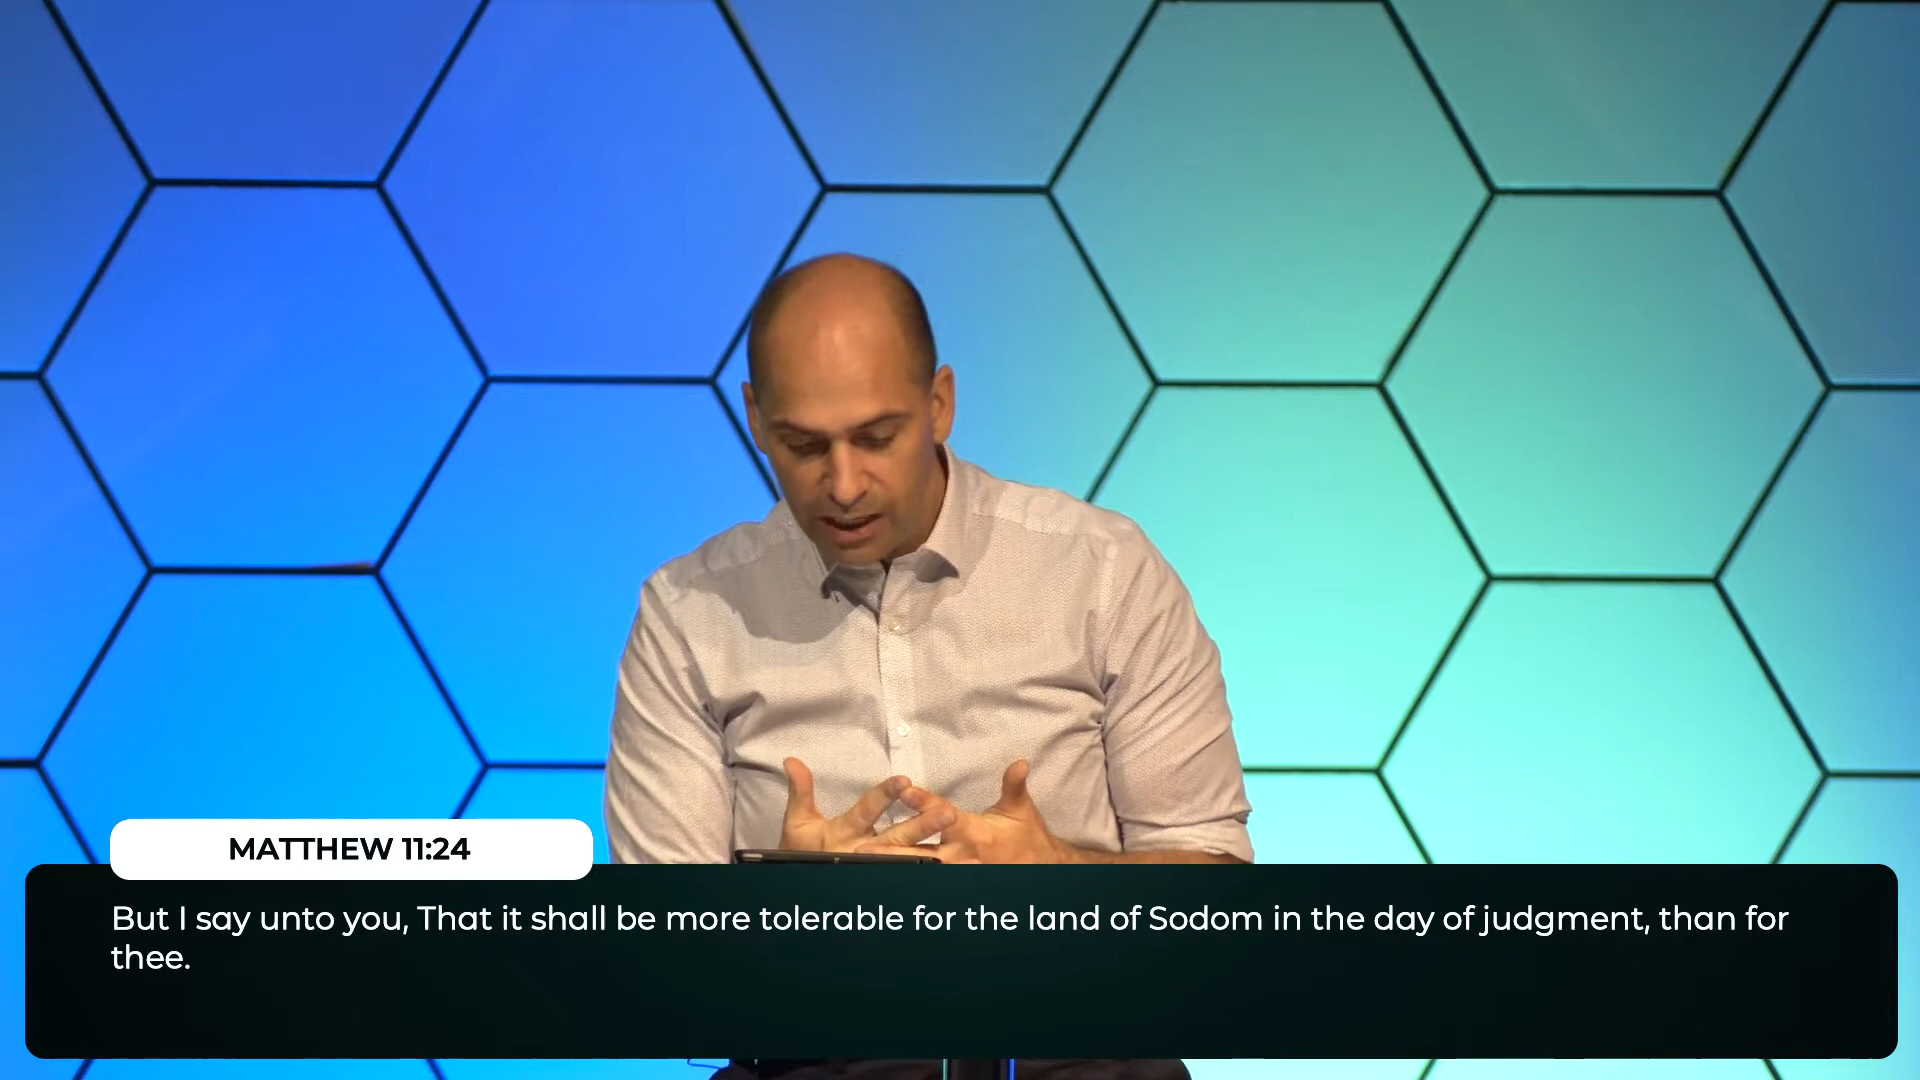 MATTHEW 11:24
But I say unto you, That it shall be more tolerable for the land of Sodom in the day of judgment, than for
thee.